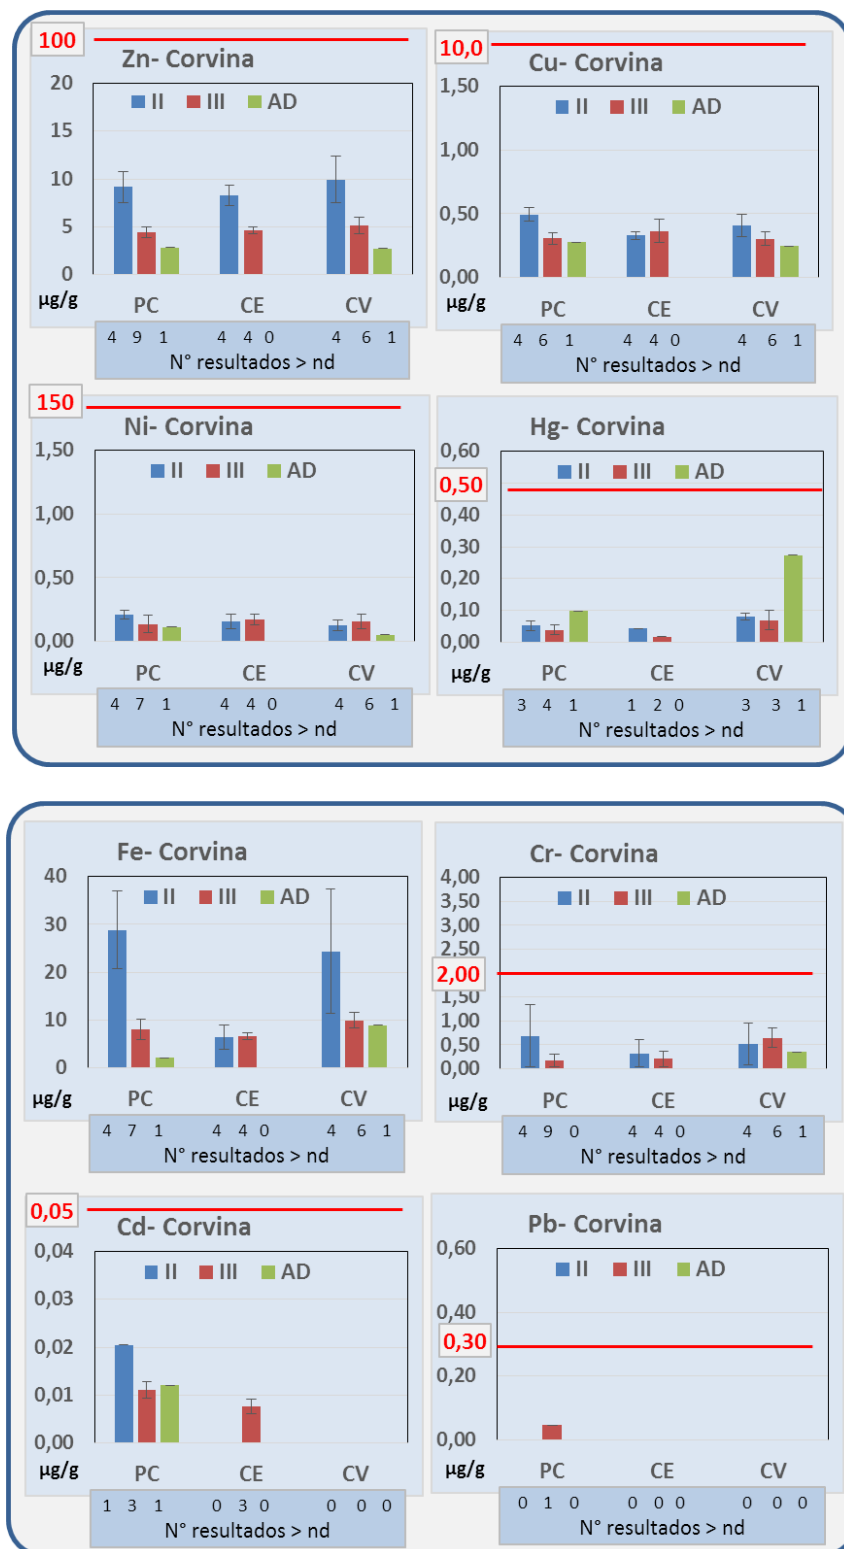 100
Zn- Corvina
20
15
10
5
0
II III AD
µg/g
PC CE CV
4 9 1 4 4 0 4 6 1
N° resultados > nd
10,0
Cu- Corvina
1,50
1,00
0,50
0,00
II III AD
µg/g
PC CE CV
4 6 1 4 4 0 4 6 1
N° resultados > nd
150
Ni- Corvina
1,50
1,00
0,50
0,00
II III AD
µg/g
PC CE CV
4 7 1 4 4 0 4 6 1
N° resultados > nd
Hg- Corvina
0,60
0,50
0,40
0,30
0,20
0,10
0,00
II III AD
µg/g
PC CE CV
3 4 1 1 2 0 3 3 1
N° resultados > nd
Fe- Corvina
40
30
20
10
0
II III AD
µg/g
PC CE CV
4 7 1 4 4 0 4 6 1
N° resultados > nd
Cr- Corvina
4,00
3,50
3,00
2,50
2,00
1,50
1,00
0,50
0,00
II III AD
µg/g
PC CE CV
4 9 0 4 4 0 4 6 1
N° resultados > nd
0,05
Cd- Corvina
0,04
0,03
0,02
0,01
0,00
II III AD
µg/g
PC CE CV
1 3 1 0 3 0 0 0 0
N° resultados > nd
Pb- Corvina
0,60
0,40
0,30
0,20
0,00
II III AD
µg/g
PC CE CV
0 1 0 0 0 0 0 0 0
N° resultados > nd